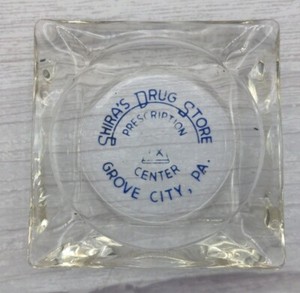 SHIRA'S DRUG STORE
PRESCRIPTION
CENTER
GROVE CITY, PA.